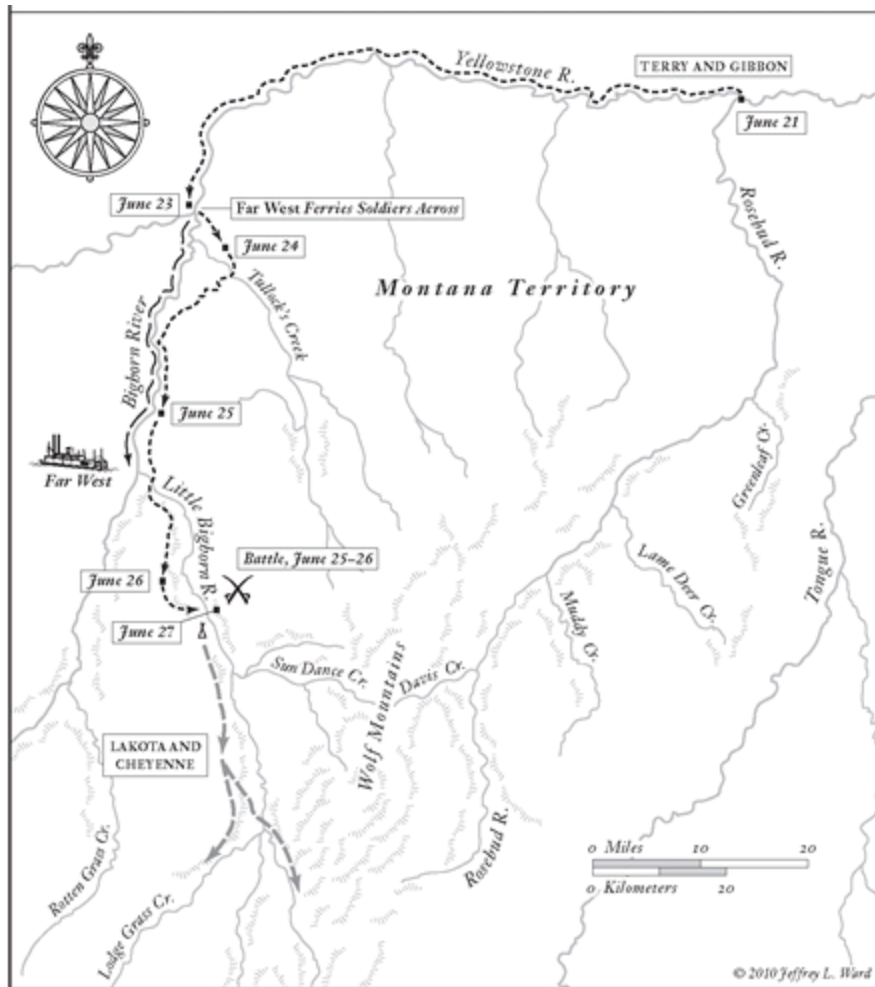 Yellowstone R.
TERRY AND GIBBON
June 21
June 23
Far West Ferries Soldiers Across
June 24
Rosebud R.
Montana Territory
Tullock's Creek
Bighorn River
June 25
Far West
Little Bighorn R.
Greenleaf Cr.
Battle, June 25–26
June 26
Lame Deer Cr.
Tongue R.
June 27
Muddy Cr.
Sun Dance Cr.
Davis Cr.
Wolf Mountains
LAKOTA AND
CHEYENNE
Rosebud R.
Rotten Grass Cr.
Lodge Grass Cr.
0 Miles 10 20
0 Kilometers 20
© 2010 Jeffrey L. Ward